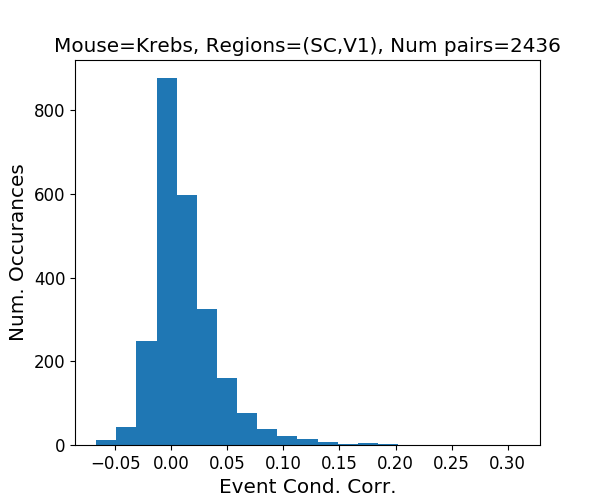 Mouse=Krebs, Regions=(SC,V1), Num pairs=2436
800
600
400
200
0
Num. Occurances
−0.05 0.00 0.05 0.10 0.15 0.20 0.25 0.30
Event Cond. Corr.